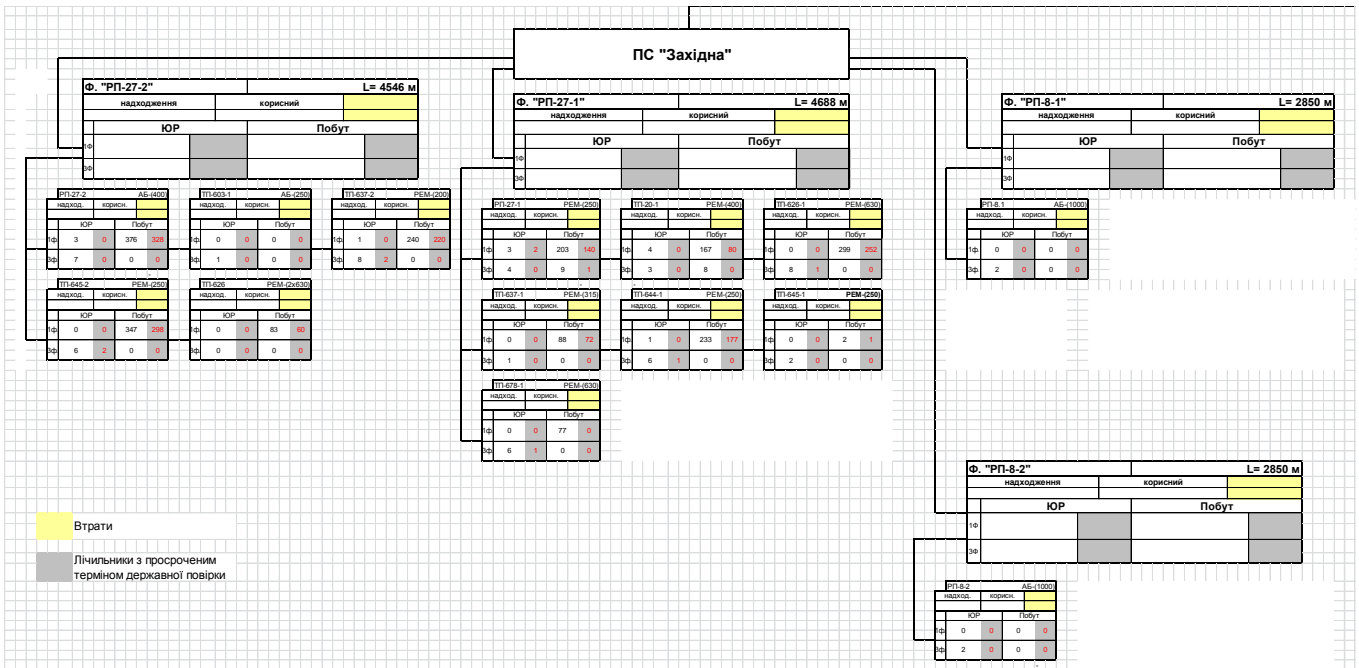 ПС "Західна"
Ф. "РП-27-2" L= 4546 м
надходження корисний
ЮР Побут
1Ф
3Ф
РП-27-2 АБ-(400)
надход. корисн.
ЮР Побут
1ф 3 0 376 328
3ф 7 0 0 0
ТП-603-1 АБ-(250)
надход. корисн.
ЮР Побут
1ф 0 0 0 0
3ф 1 0 0 0
ТП-637-2 РЕМ-(200)
надход. корисн.
ЮР Побут
1ф 1 0 240 220
3ф 8 2 0 0
ТП-645-2 РЕМ-(250)
надход. корисн.
ЮР Побут
1ф 0 0 347 298
3ф 6 2 0 0
ТП-626 РЕМ-(2х630)
надход. корисн.
ЮР Побут
1ф 0 0 83 60
3ф 0 0 0 0
Ф. "РП-27-1" L= 4688 м
надходження корисний
ЮР Побут
1Ф
3Ф
РП-27-1 РЕМ-(250)
надход. корисн.
ЮР Побут
1ф 3 2 203 140
3ф 4 0 9 1
ТП-20-1 РЕМ-(400)
надход. корисн.
ЮР Побут
1ф 4 0 167 80
3ф 3 0 8 0
ТП-626-1 РЕМ-(630)
надход. корисн.
ЮР Побут
1ф 0 0 299 252
3ф 8 1 0 0
ТП-637-1 РЕМ-(315)
надход. корисн.
ЮР Побут
1ф 0 0 88 72
3ф 1 0 0 0
ТП-644-1 РЕМ-(250)
надход. корисн.
ЮР Побут
1ф 1 0 233 177
3ф 6 1 0 0
ТП-645-1 РЕМ-(250)
надход. корисн.
ЮР Побут
1ф 0 0 2 1
3ф 2 0 0 0
ТП-678-1 РЕМ-(630)
надход. корисн.
ЮР Побут
1ф 0 0 77 0
3ф 6 1 0 0
Ф. "РП-8-1" L= 2850 м
надходження корисний
ЮР Побут
1Ф
3Ф
РП-8.1 АБ-(1000)
надход. корисн.
ЮР Побут
1ф 0 0 0 0
3ф 2 0 0 0
Ф. "РП-8-2" L= 2850 м
надходження корисний
ЮР Побут
1Ф
3Ф
РП-8-2 АБ-(1000)
надход. корисн.
ЮР Побут
1ф 0 0 0 0
3ф 2 0 0 0
Втрати
Лічильники з просроченим
терміном державної повірки